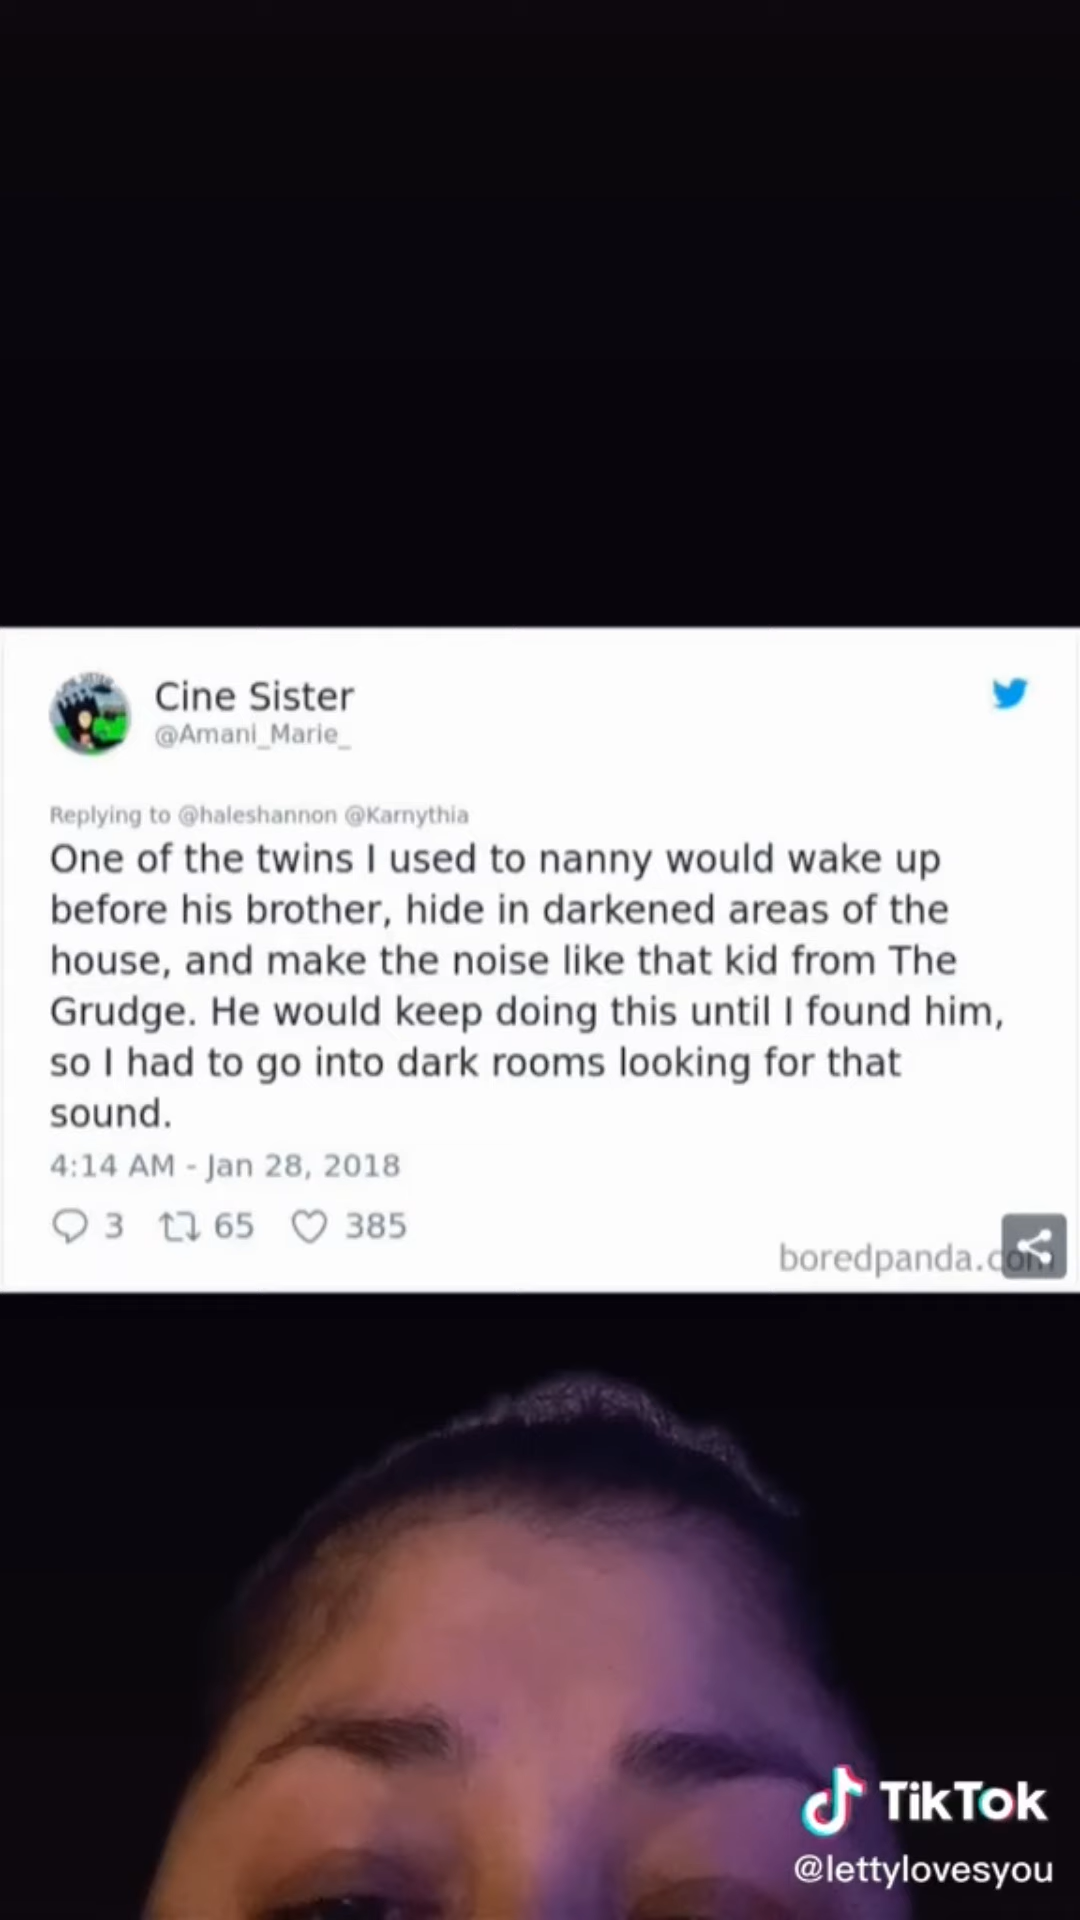 Cine Sister
@Amani_Marie_
Replying to @haleshannon @Karnythia
One of the twins I used to nanny would wake up
before his brother, hide in darkened areas of the
house, and make the noise like that kid from The
Grudge. He would keep doing this until I found him,
so I had to go into dark rooms looking for that
sound.
4:14 AM - Jan 28, 2018
3 65 385
boredpanda.com
TikTok
@lettylovesyou